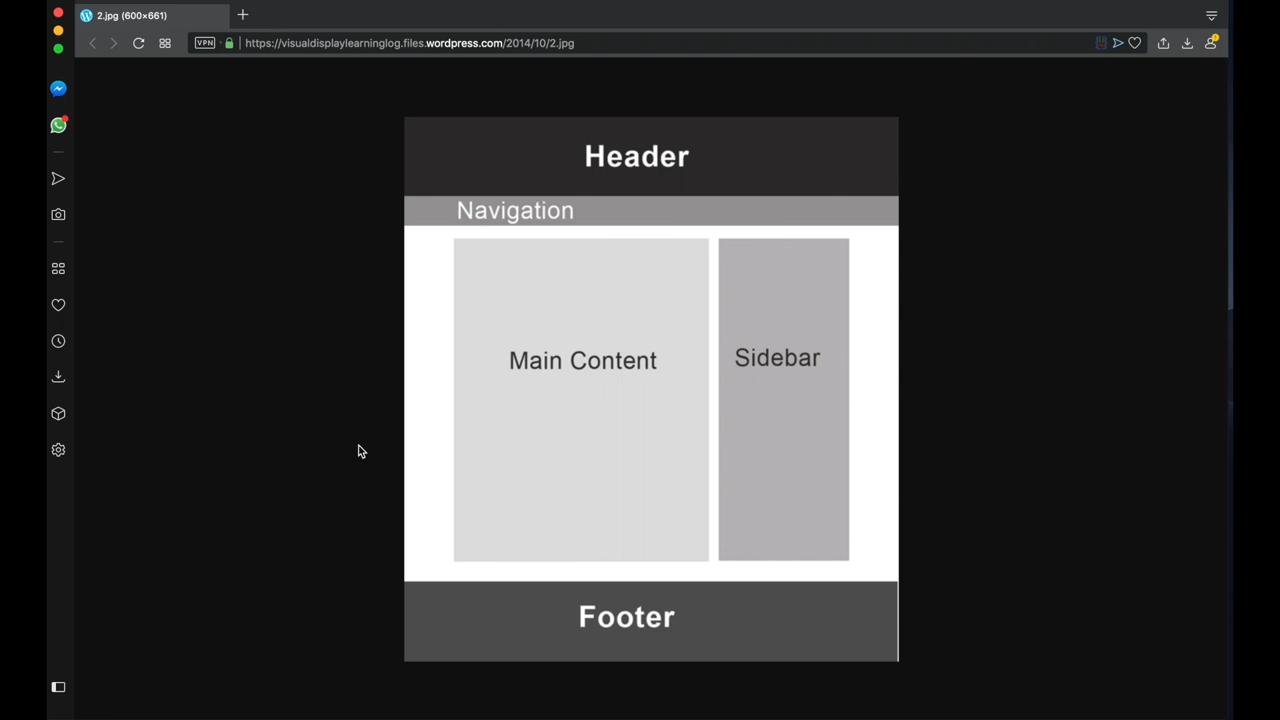 2.jpg (600×661)
VPN
https://visualdisplaylearninglog.files.wordpress.com/2014/10/2.jpg
Header
Navigation
Main Content
Sidebar
Footer